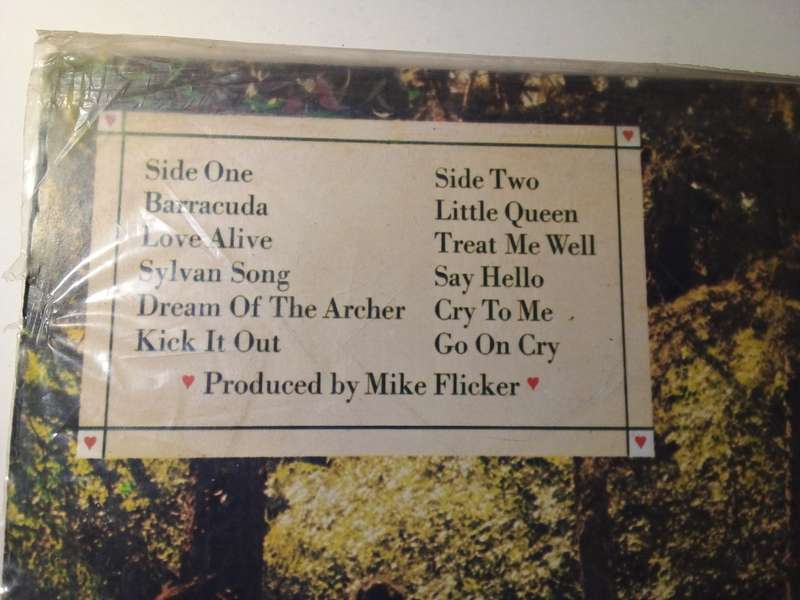 Side One
Barracuda
Love Alive
Sylvan Song
Dream Of The Archer
Kick It Out
Side Two
Little Queen
Treat Me Well
Say Hello
Cry To Me
Go On Cry
Produced by Mike Flicker